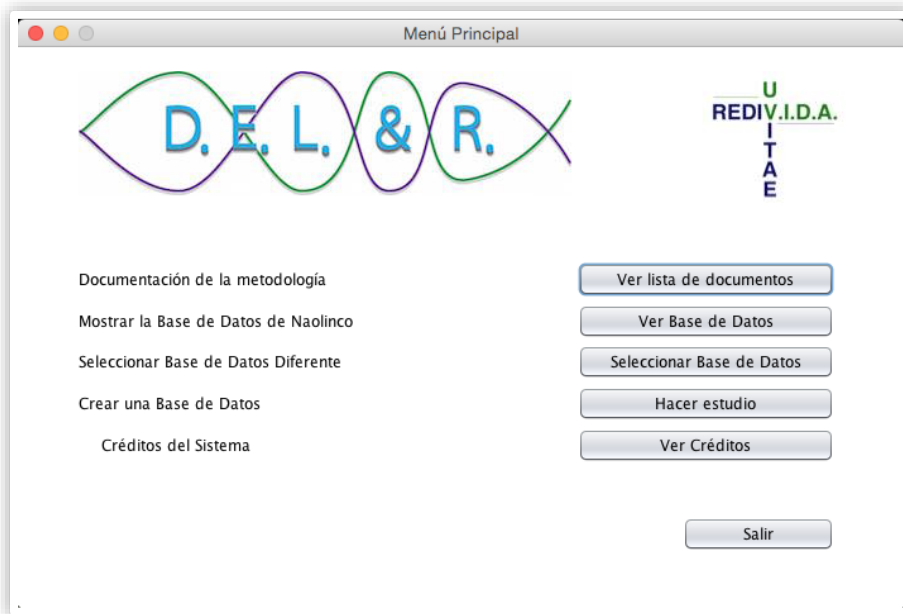 Menú Principal
D. E. L. & R.
U
REDIV.I.D.A.
I
T
A
E
Documentación de la metodología
Ver lista de documentos
Mostrar la Base de Datos de Naolinco
Ver Base de Datos
Seleccionar Base de Datos Diferente
Seleccionar Base de Datos
Crear una Base de Datos
Hacer estudio
Créditos del Sistema
Ver Créditos
Salir